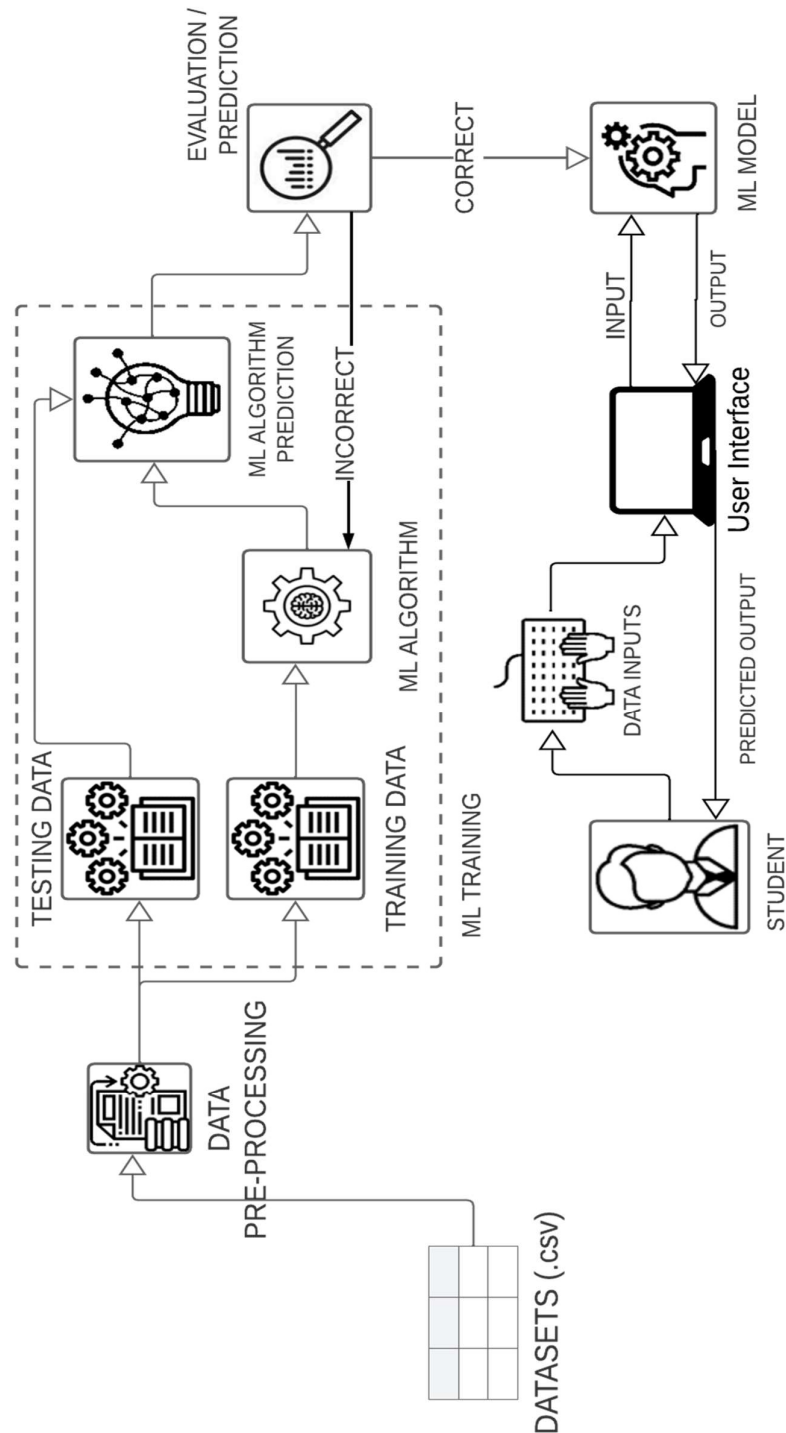 DATASETS (.csv)
DATA
PRE-PROCESSING
TESTING DATA
TRAINING DATA
ML TRAINING
ML ALGORITHM
ML ALGORITHM
PREDICTION
INCORRECT
EVALUATION /
PREDICTION
CORRECT
ML MODEL
INPUT
OUTPUT
User Interface
DATA INPUTS
PREDICTED OUTPUT
STUDENT